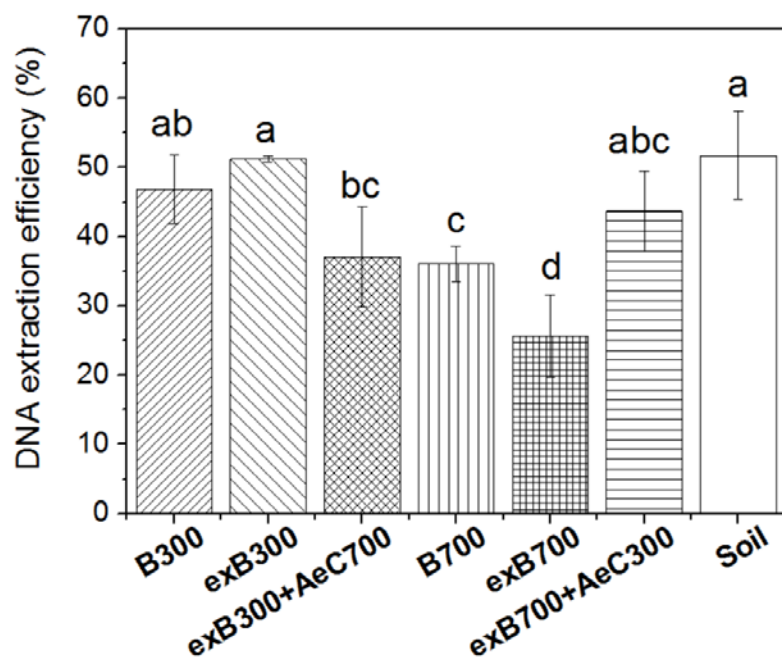 DNA extraction efficiency (%)
70
60
50
40
30
20
10
0
ab
a
bc
c
d
abc
a
B300
exB300
exB300+AeC700
B700
exB700
exB700+AeC300
Soil